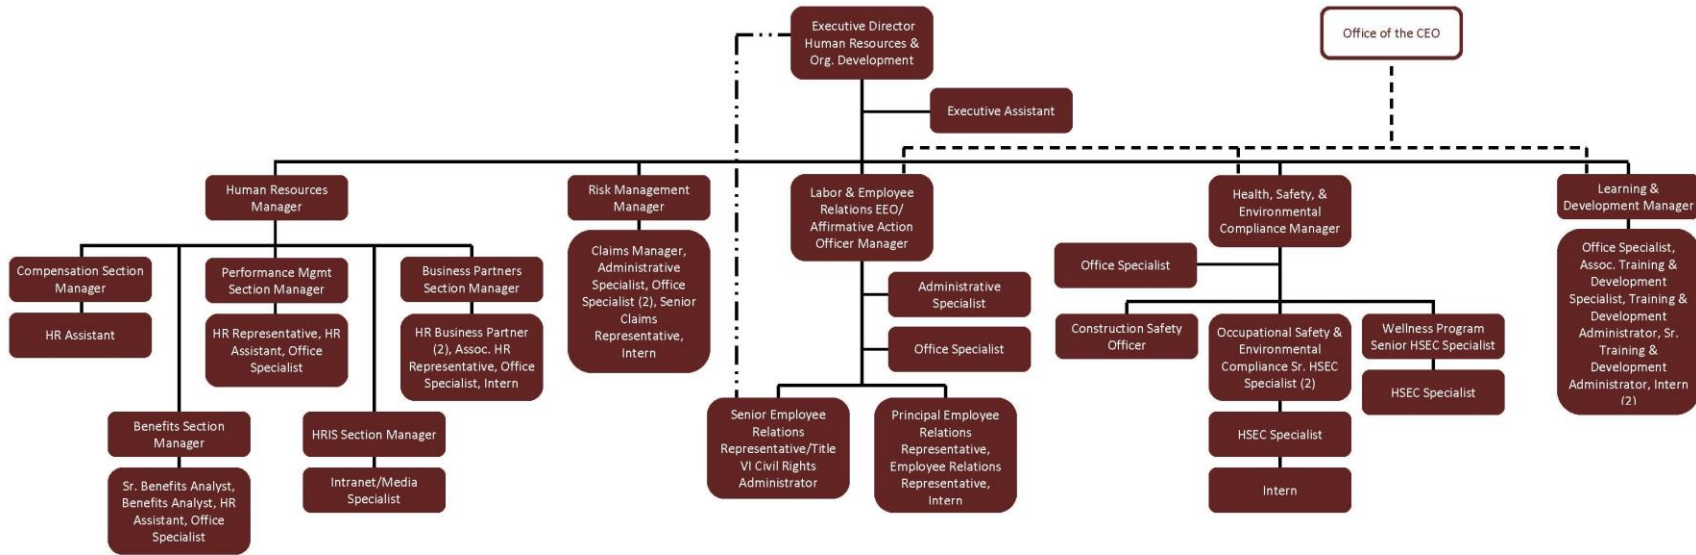 Executive Director
Human Resources &
Org. Development
Office of the CEO
Executive Assistant
Human Resources
Manager
Risk Management
Manager
Labor & Employee
Relations EEO/
Affirmative Action
Officer Manager
Health, Safety, &
Environmental
Compliance Manager
Learning &
Development Manager
Compensation Section
Manager
HR Assistant
Performance Mgmt
Section Manager
HR Representative, HR
Assistant, Office
Specialist
Business Partners
Section Manager
HR Business Partner
(2), Assoc. HR
Representative, Office
Specialist, Intern
Benefits Section
Manager
Sr. Benefits Analyst,
Benefits Analyst, HR
Assistant, Office
Specialist
HRIS Section Manager
Intranet/Media
Specialist
Claims Manager,
Administrative
Specialist, Office
Specialist (2), Senior
Claims
Representative,
Intern
Administrative
Specialist
Office Specialist
Senior Employee
Relations
Representative/Title
VI Civil Rights
Administrator
Principal Employee
Relations
Representative,
Employee Relations
Representative,
Intern
Office Specialist
Construction Safety
Officer
Occupational Safety &
Environmental
Compliance Sr. HSEC
Specialist (2)
HSEC Specialist
Intern
Wellness Program
Senior HSEC Specialist
HSEC Specialist
Office Specialist,
Assoc. Training &
Development
Specialist, Training &
Development
Administrator, Sr.
Training &
Development
Administrator, Intern
(2)